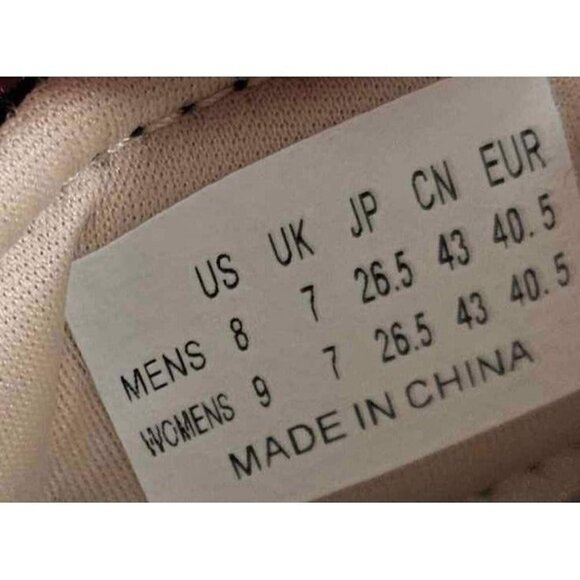 US UK JP CN EUR
MENS 8 7 26.5 43 40.5
WOMENS 9 7 26.5 43 40.5
MADE IN CHINA